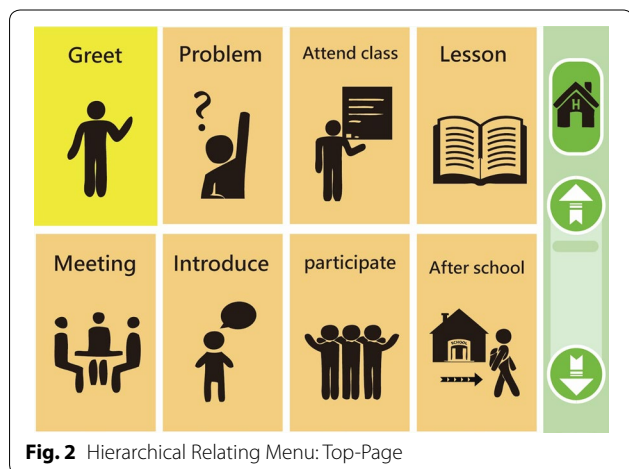 Greet
Problem
Attend class
Lesson
H
Meeting
Introduce
participate
After school
SCHOOL
?
Fig. 2 Hierarchical Relating Menu: Top-Page